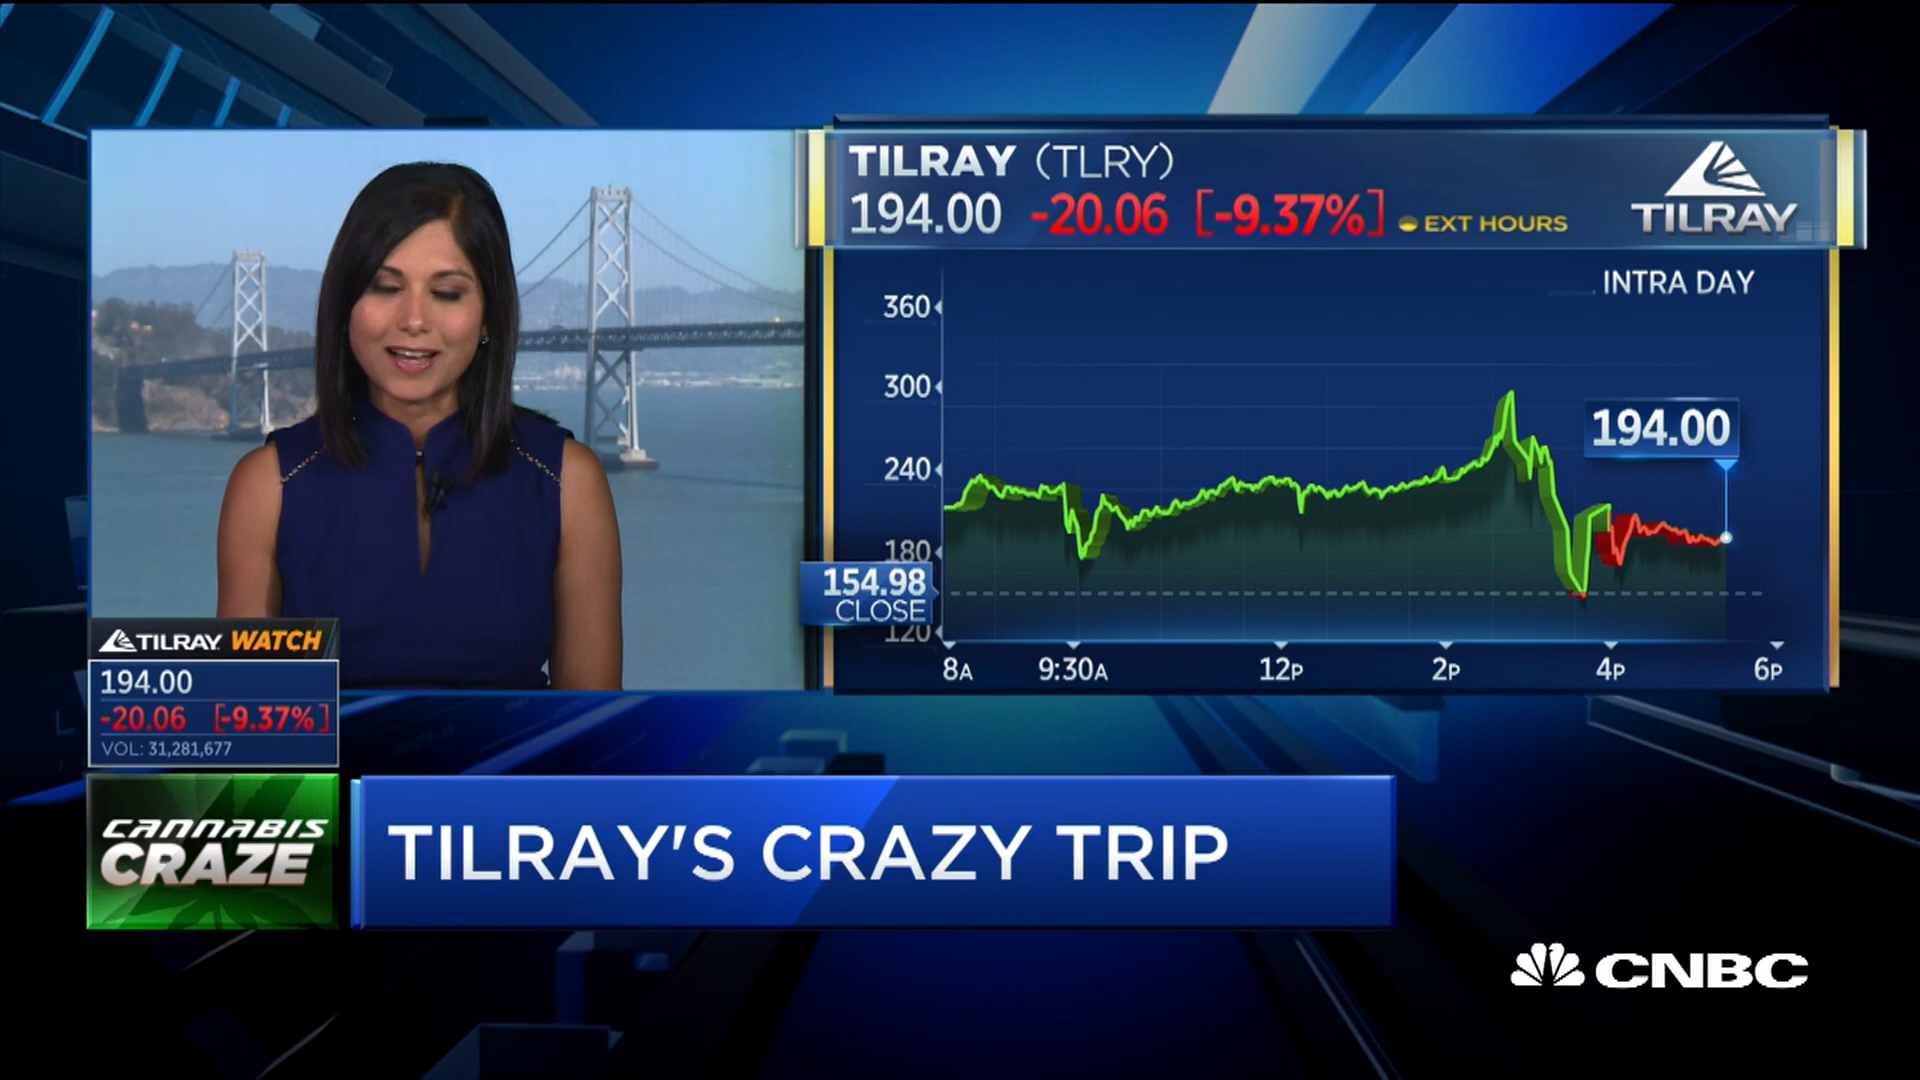 TILRAY (TLRY)
194.00 -20.06 [-9.37%] EXT HOURS
TILRAY
INTRA DAY
360
300
240
180
120
194.00
154.98
CLOSE
8A 9:30A 12P 2P 4P 6P
TILRAY WATCH
194.00
-20.06 [-9.37%]
VOL: 31,281,677
CANNABIS
CRAZE
TILRAY'S CRAZY TRIP
CNBC